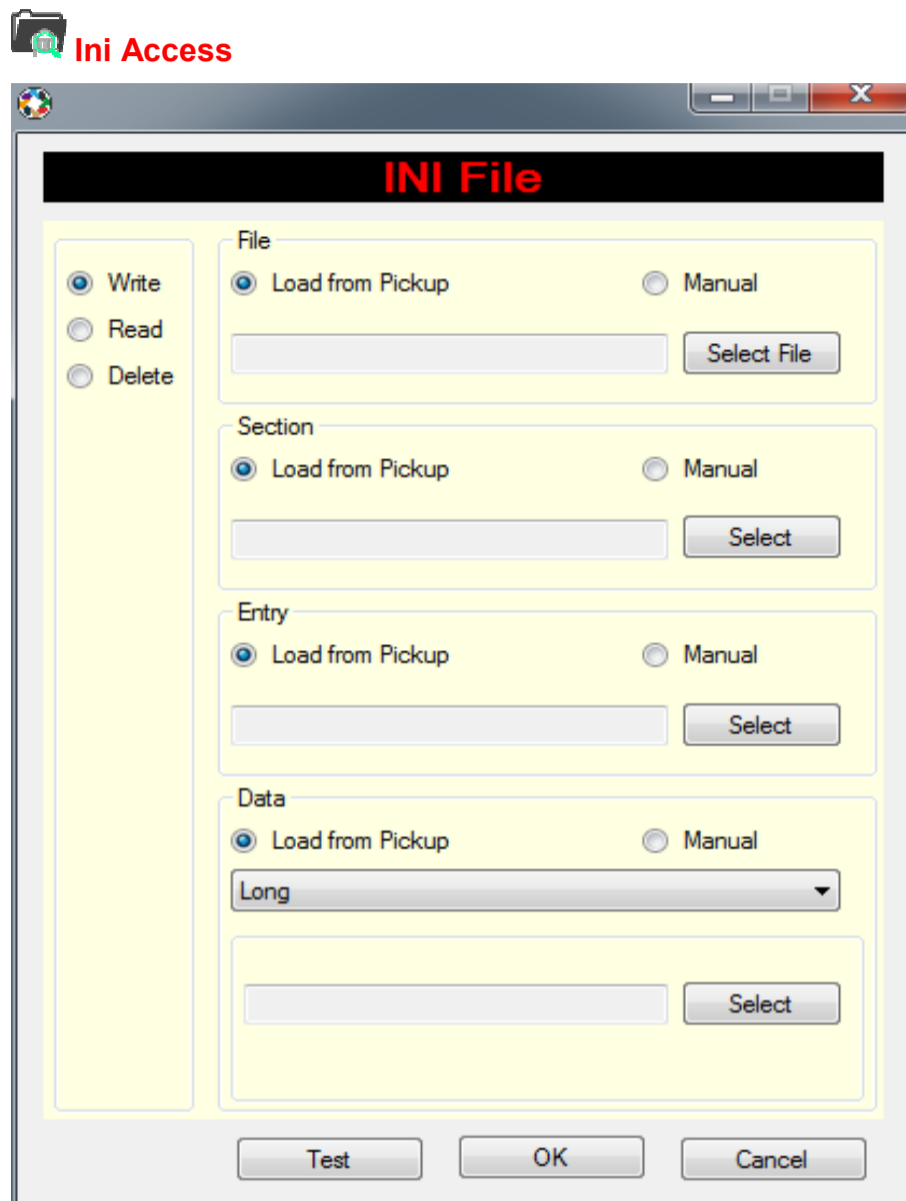 Ini Access
INI File
Write
Read
Delete
File
Load from Pickup Manual
Select File
Section
Load from Pickup Manual
Select
Entry
Load from Pickup Manual
Select
Data
Load from Pickup Manual
Long
Select
Test OK Cancel